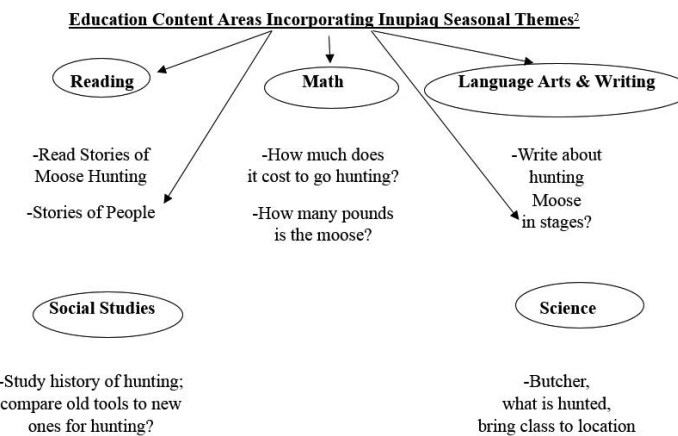 Education Content Areas Incorporating Inupiaq Seasonal Themes²
Reading
Math
Language Arts & Writing
-Read Stories of
Moose Hunting
-Stories of People
-How much does
it cost to go hunting?
-How many pounds
is the moose?
-Write about
hunting
Moose
in stages?
Social Studies
Science
-Study history of hunting;
compare old tools to new
ones for hunting?
-Butcher,
what is hunted,
bring class to location